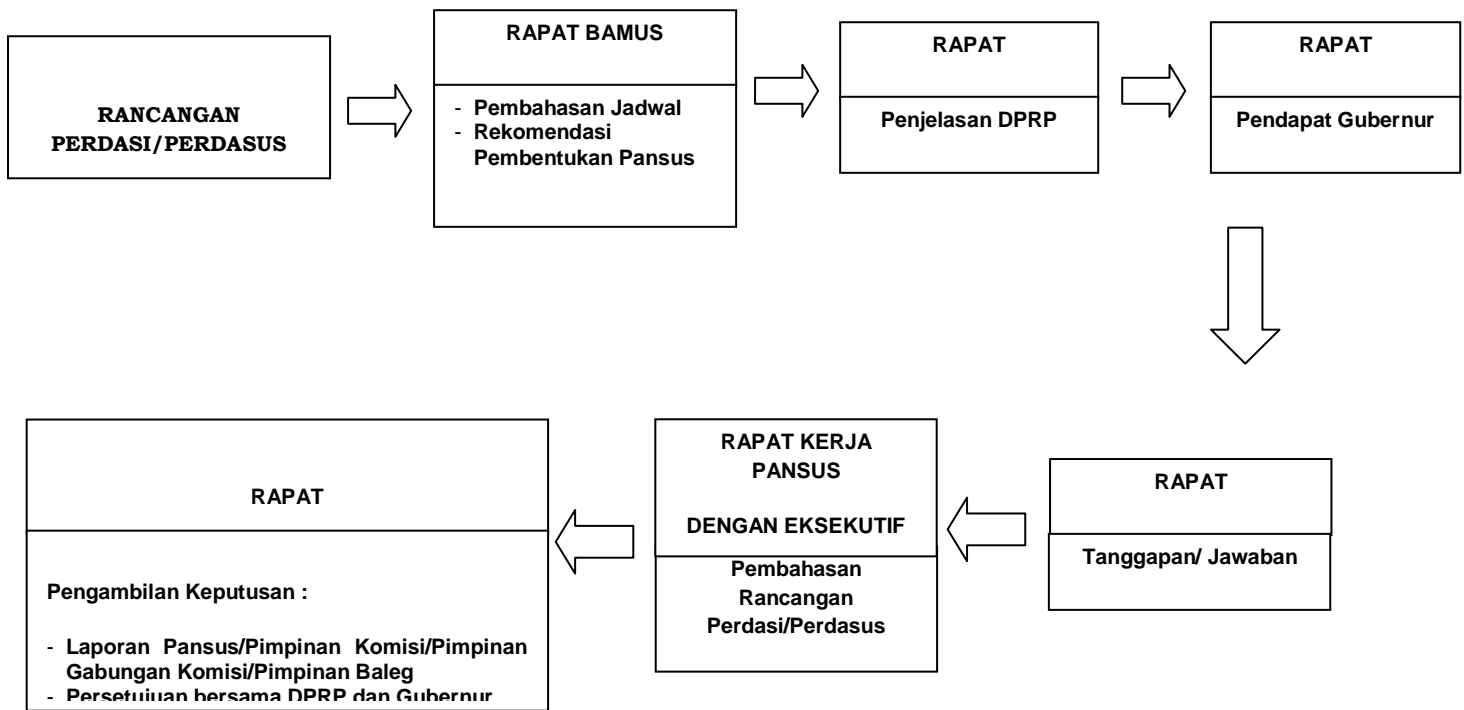 RANCANGAN
PERDASI/PERDASUS
RAPAT BAMUS
- Pembahasan Jadwal
- Rekomendasi
Pembentukan Pansus
RAPAT
Penjelasan DPRP
RAPAT
Pendapat Gubernur
RAPAT
Tanggapan/ Jawaban
RAPAT KERJA
PANSUS
DENGAN EKSEKUTIF
Pembahasan
Rancangan
Perdasi/Perdasus
RAPAT
Pengambilan Keputusan :
- Laporan Pansus/Pimpinan Komisi/Pimpinan
Gabungan Komisi/Pimpinan Baleg
- Persetujuan bersama DPRP dan Gubernur